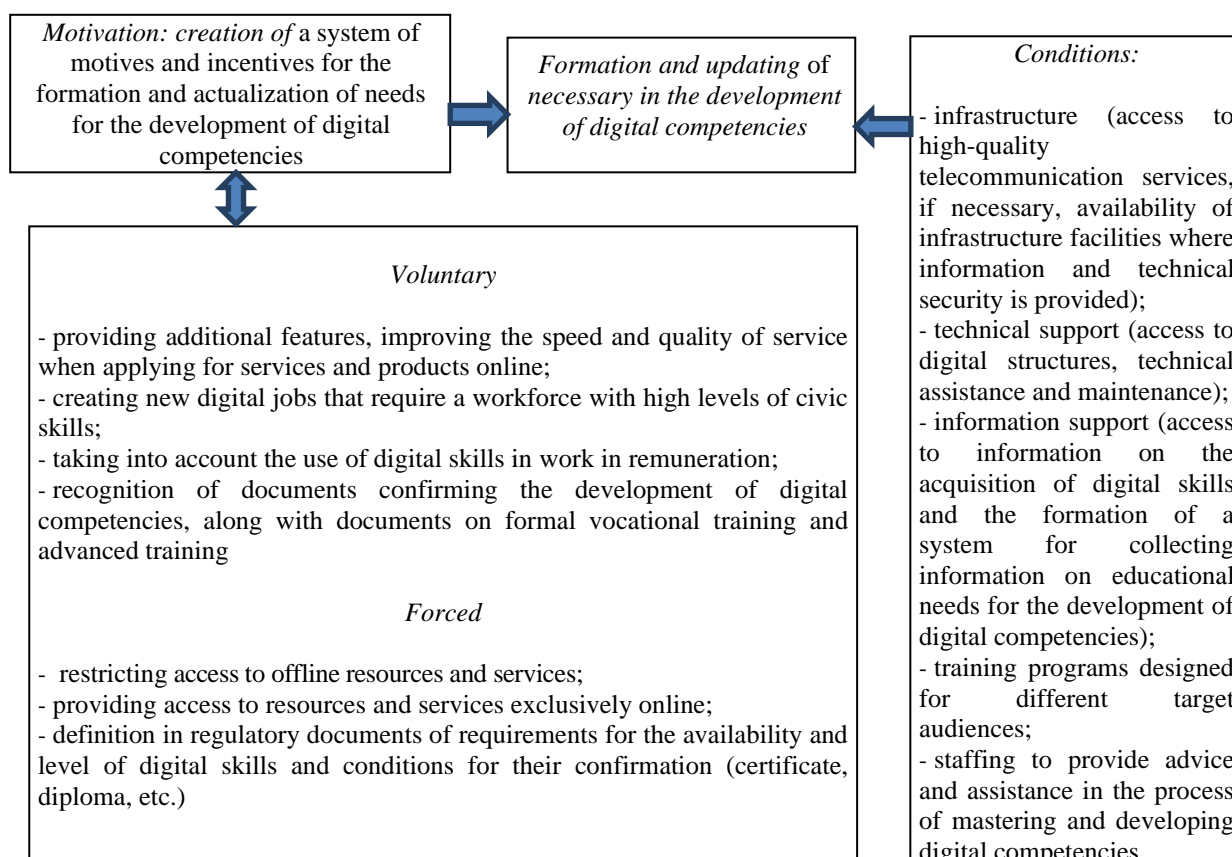 Motivation: creation of a system of
motives and incentives for the
formation and actualization of needs
for the development of digital
competencies
Formation and updating of
necessary in the development
of digital competencies
Voluntary
- providing additional features, improving the speed and quality of service
when applying for services and products online;
- creating new digital jobs that require a workforce with high levels of civic
skills;
- taking into account the use of digital skills in work in remuneration;
- recognition of documents confirming the development of digital
competencies, along with documents on formal vocational training and
advanced training
Forced
- restricting access to offline resources and services;
- providing access to resources and services exclusively online;
- definition in regulatory documents of requirements for the availability and
level of digital skills and conditions for their confirmation (certificate,
diploma, etc.)
Conditions:
- infrastructure (access to
high-quality
telecommunication services,
if necessary, availability of
infrastructure facilities where
information and technical
security is provided);
- technical support (access to
digital structures, technical
assistance and maintenance);
- information support (access
to information on the
acquisition of digital skills
and the formation of a
system for collecting
information on educational
needs for the development of
digital competencies);
- training programs designed
for different target
audiences;
- staffing to provide advice
and assistance in the process
of mastering and developing
digital competencies